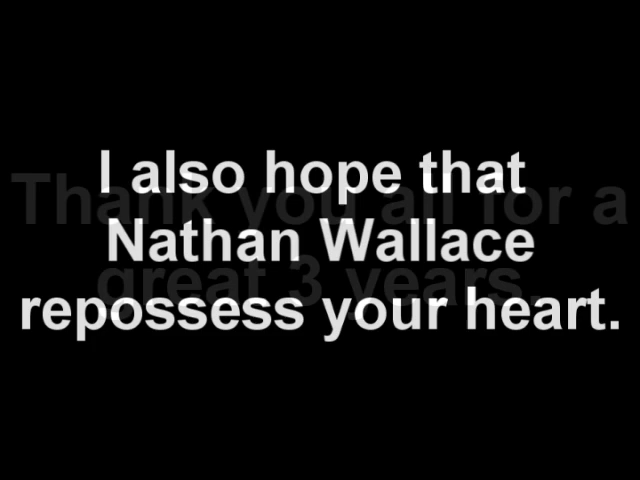 I also hope that
Nathan Wallace
repossess your heart.
Thank you all for a
great 3 years.